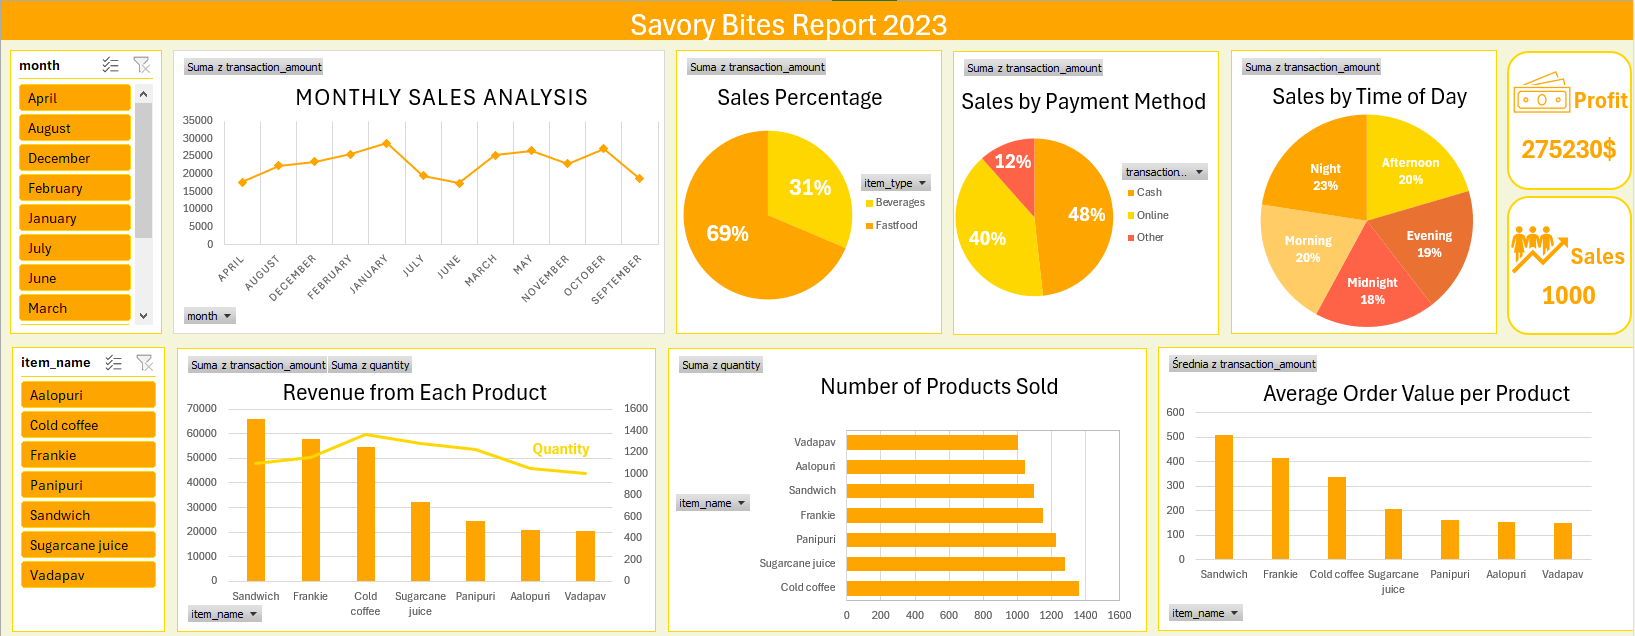 Savory Bites Report 2023
month
April
August
December
February
January
July
June
March
Suma z transaction_amount
MONTHLY SALES ANALYSIS
35000
30000
25000
20000
15000
10000
5000
0
APRIL
AUGUST
DECEMBER
FEBRUARY
JANUARY
JULY
JUNE
MARCH
MAY
NOVEMBER
OCTOBER
SEPTEMBER
month
Suma z transaction_amount
Sales Percentage
31%
69%
item_type
Beverages
Fastfood
Suma z transaction_amount
Sales by Payment Method
12%
48%
40%
transaction...
Cash
Online
Other
Suma z transaction_amount
Sales by Time of Day
Night
23%
Afternoon
20%
Morning
20%
Evening
19%
Midnight
18%
Profit
275230$
Sales
1000
item_name
Aalopuri
Cold coffee
Frankie
Panipuri
Sandwich
Sugarcane juice
Vadapav
Suma z transaction_amount Suma z quantity
Revenue from Each Product
70000
60000
50000
40000
30000
20000
10000
0
Quantity
1600
1400
1200
1000
800
600
400
200
0
Sandwich
Frankie
Cold
coffee
Sugarcane
juice
Panipuri
Aalopuri
Vadapav
item_name
Suma z quantity
Number of Products Sold
item_name
Vadapav
Aalopuri
Sandwich
Frankie
Panipuri
Sugarcane juice
Cold coffee
0 200 400 600 800 1000 1200 1400 1600
Średnia z transaction_amount
Average Order Value per Product
600
500
400
300
200
100
0
Sandwich
Frankie
Cold coffee
Sugarcane
juice
Panipuri
Aalopuri
Vadapav
item_name